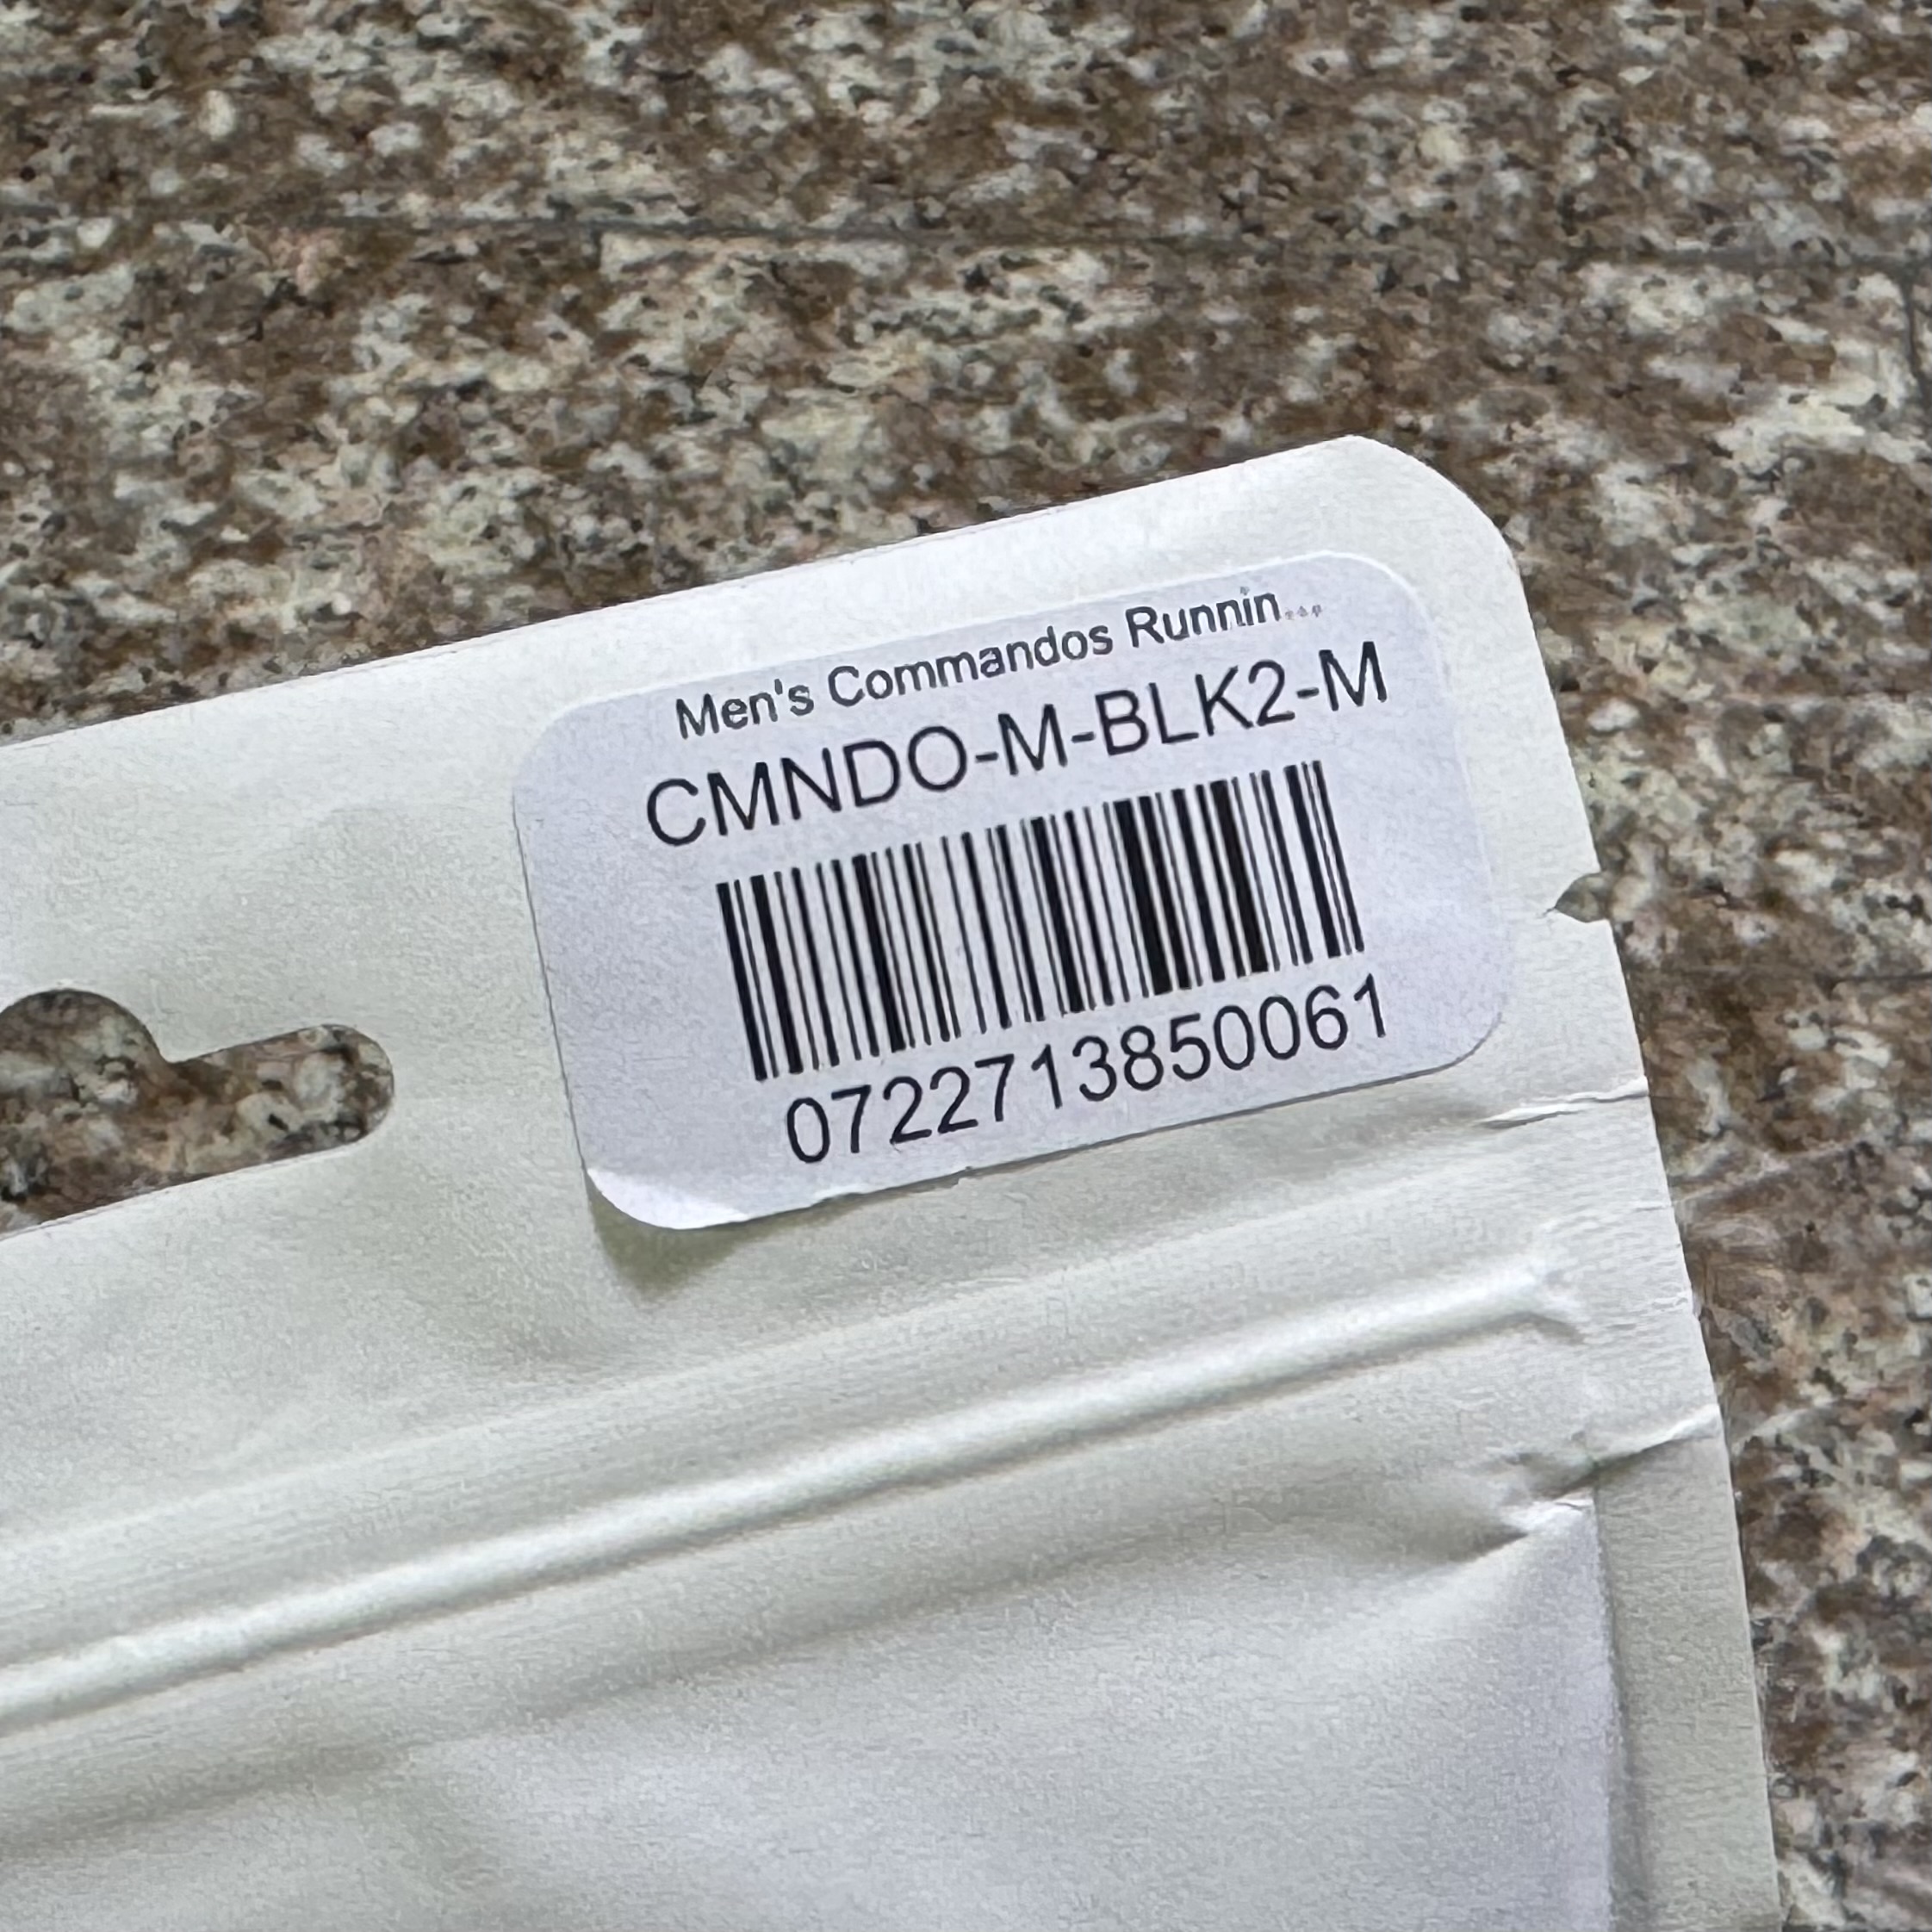 Men's Commandos Runnin...
CMNDO-M-BLK2-M
0722713850061